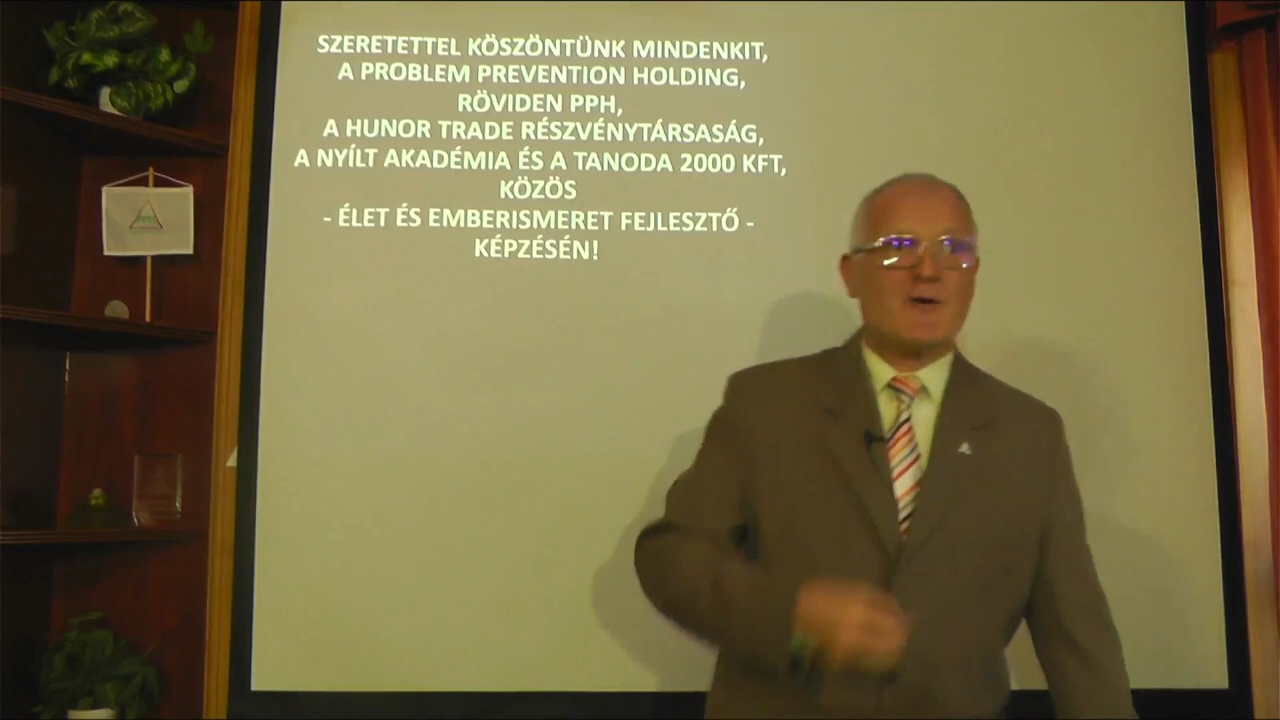 SZERETETTEL KÖSZÖNTÜNK MINDENKIT,
A PROBLEM PREVENTION HOLDING,
RÖVIDEN PPH,
A HUNOR TRADE RÉSZVÉNYTÁRSASÁG,
A NYÍLT AKADÉMIA ÉS A TANODA 2000 KFT,
KÖZÖS
- ÉLET ÉS EMBERISMERET FEJLESZTŐ -
KÉPZÉSÉN!